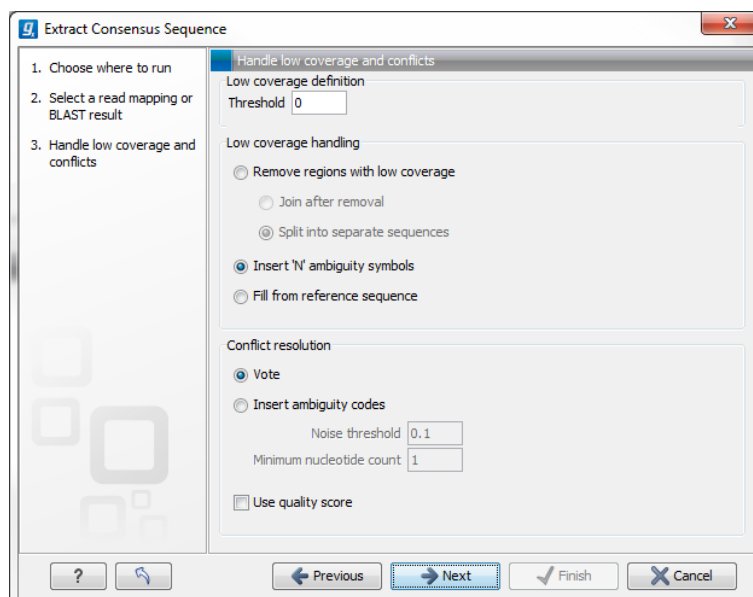 Extract Consensus Sequence
1. Choose where to run
2. Select a read mapping or
BLAST result
3. Handle low coverage and
conflicts
Handle low coverage and conflicts
Low coverage definition
Threshold 0
Low coverage handling
Remove regions with low coverage
Join after removal
Split into separate sequences
Insert 'N' ambiguity symbols
Fill from reference sequence
Conflict resolution
Vote
Insert ambiguity codes
Noise threshold 0.1
Minimum nucleotide count 1
Use quality score
? Previous Next Finish Cancel